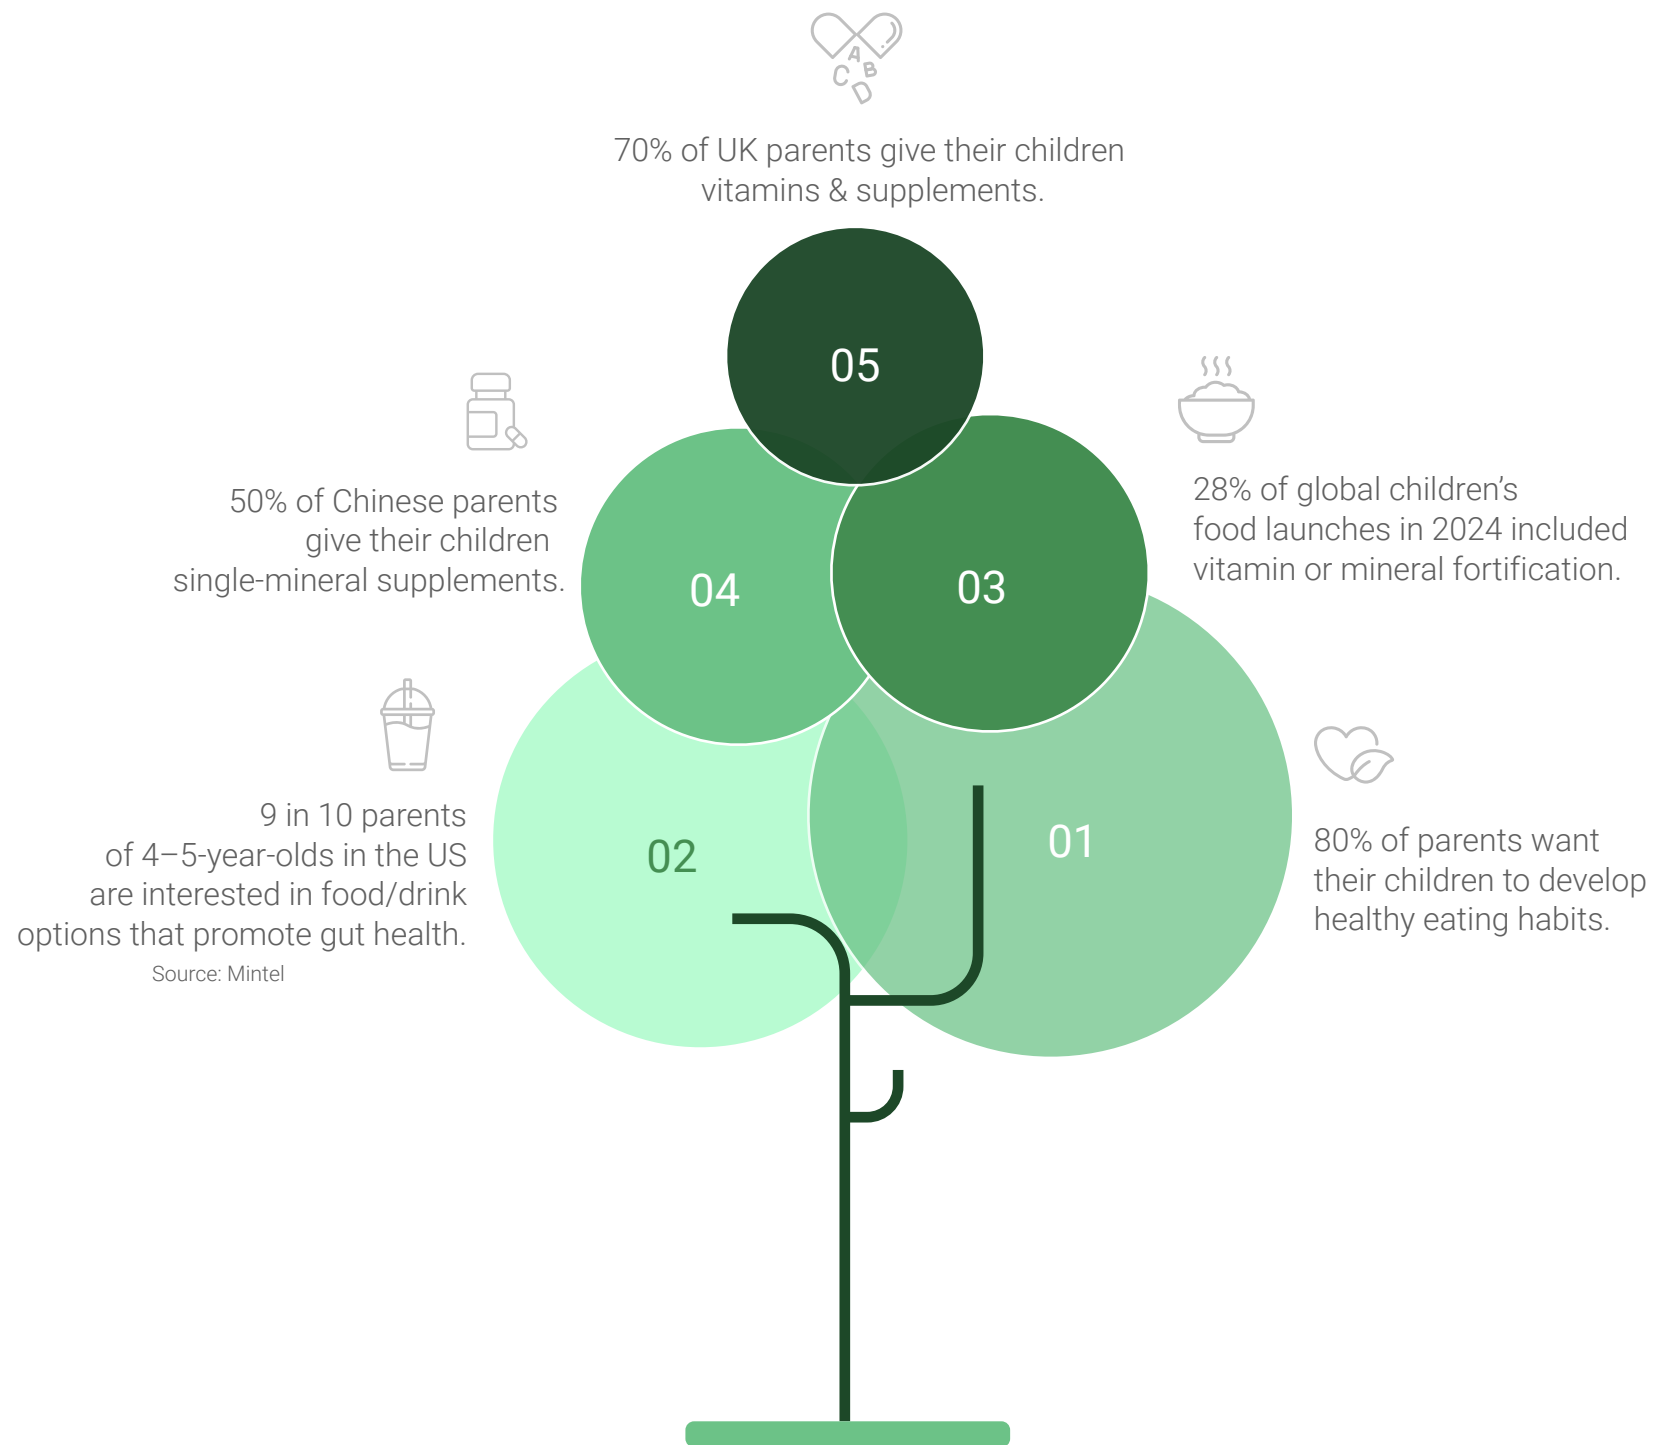 A
B
C
D
70% of UK parents give their children
vitamins & supplements.
05
50% of Chinese parents
give their children
single-mineral supplements.
04
03
28% of global children’s
food launches in 2024 included
vitamin or mineral fortification.
9 in 10 parents
of 4–5-year-olds in the US
are interested in food/drink
options that promote gut health.
Source: Mintel
02
01
80% of parents want
their children to develop
healthy eating habits.